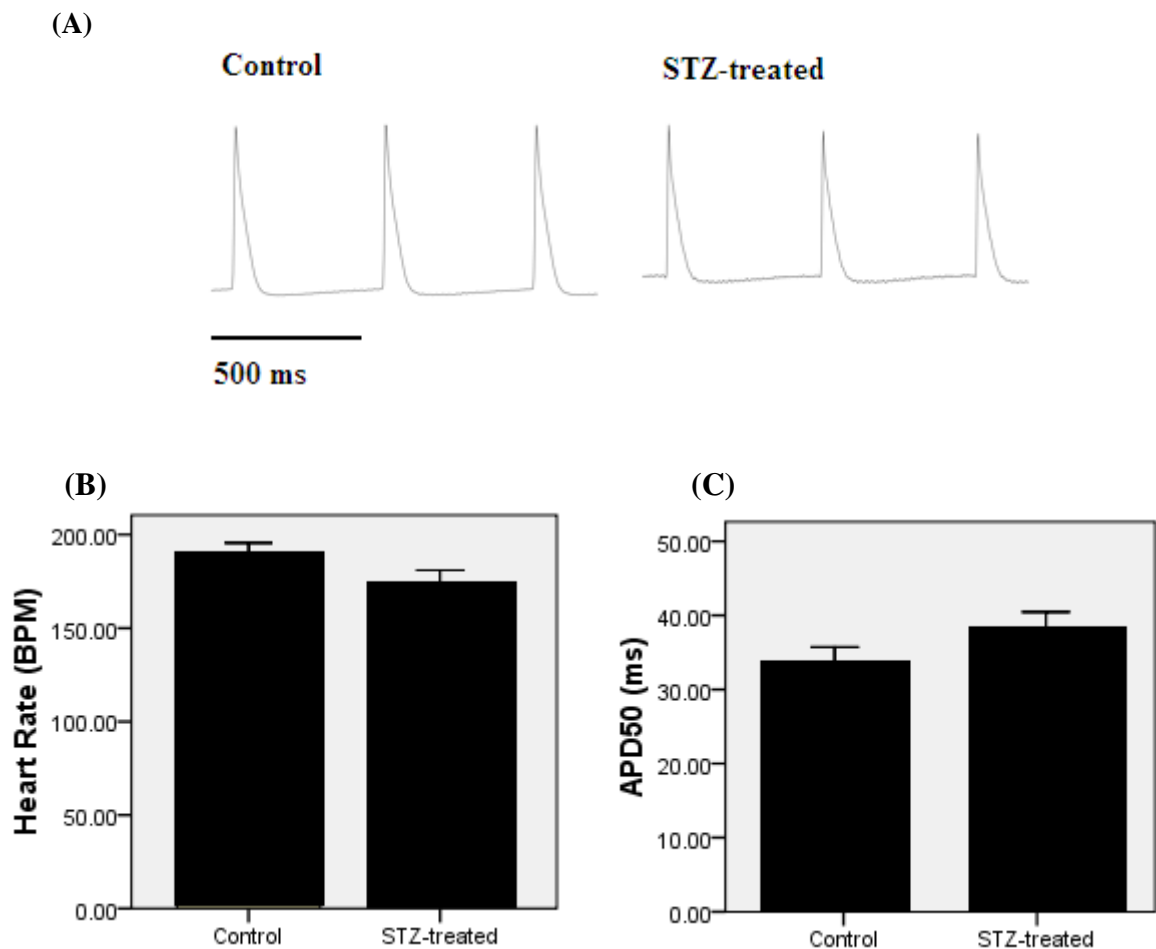 (A)
Control
STZ-treated
500 ms
(B)
Heart Rate (BPM)
200.00
150.00
100.00
50.00
0.00
Control
STZ-treated
(C)
APD50 (ms)
50.00
40.00
30.00
20.00
10.00
0.00
Control
STZ-treated